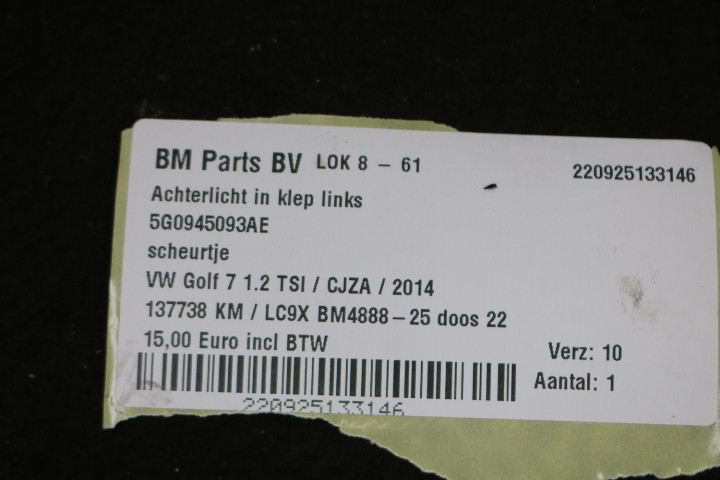 BM Parts BV LOK 8 - 61 220925133146
Achterlicht in klep links
5G0945093AE
scheurtje
VW Golf 7 1.2 TSI / CJZA / 2014
137738 KM / LC9X BM4888-25 doos 22
15,00 Euro incl BTW
Verz: 10
Aantal: 1
220925133146